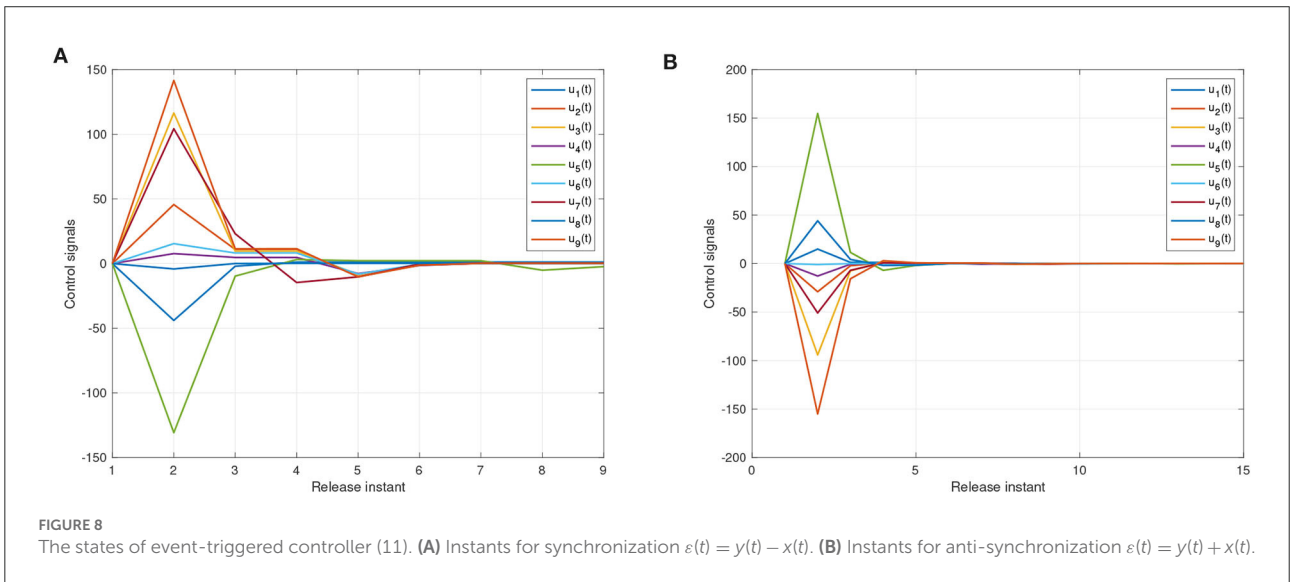 A
150
100
50
0
-50
-100
-150
1 2 3 4 5 6 7 8 9
Control signals
Release instant
u1(t)
u2(t)
u3(t)
u4(t)
u5(t)
u6(t)
u7(t)
u8(t)
u9(t)
B
200
150
100
50
0
-50
-100
-150
-200
0 5 10 15
Control signals
Release instant
u1(t)
u2(t)
u3(t)
u4(t)
u5(t)
u6(t)
u7(t)
u8(t)
u9(t)
FIGURE 8
The states of event-triggered controller (11). (A) Instants for synchronization ε(t) = y(t) − x(t). (B) Instants for anti-synchronization ε(t) = y(t) + x(t).